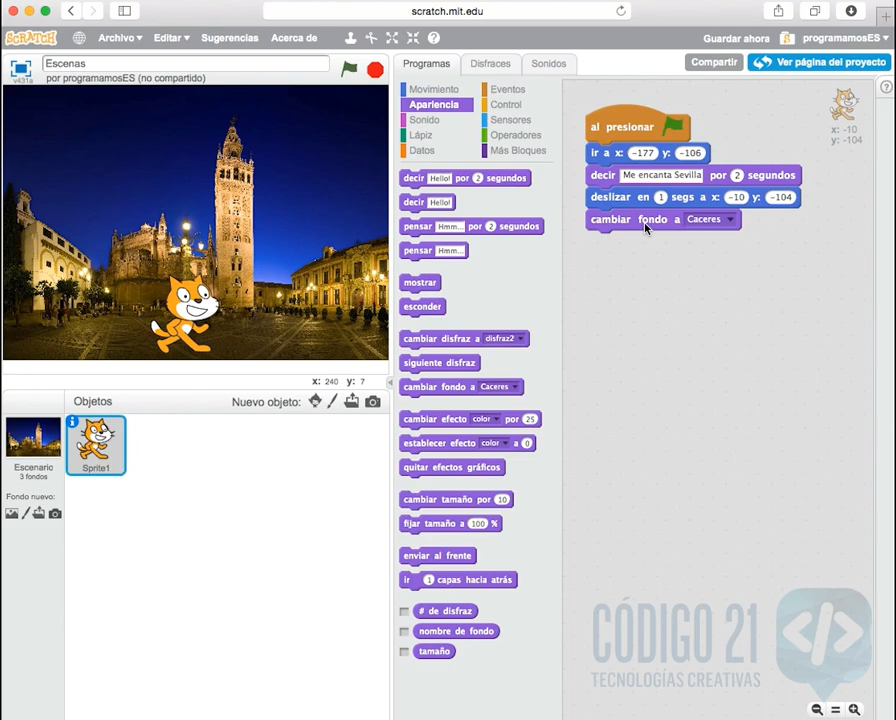 scratch.mit.edu
SCRATCH
Archivo
Editar
Sugerencias
Acerca de
Guardar ahora
programamosES
Escenas
por programamosES (no compartido)
v431a
Programas
Disfraces
Sonidos
Compartir
Ver página del proyecto
Movimiento
Apariencia
Sonido
Lápiz
Datos
Eventos
Control
Sensores
Operadores
Más Bloques
decir Hello! por 2 segundos
decir Hello!
pensar Hmm... por 2 segundos
pensar Hmm...
mostrar
esconder
cambiar disfraz a disfraz2
siguiente disfraz
cambiar fondo a Caceres
cambiar efecto color por 25
establecer efecto color a 0
quitar efectos gráficos
cambiar tamaño por 10
fijar tamaño a 100 %
enviar al frente
ir 1 capas hacia atrás
# de disfraz
nombre de fondo
tamaño
al presionar
ir a x: -177 y: -106
decir Me encanta Sevilla por 2 segundos
deslizar en 1 segs a x: -10 y: -104
cambiar fondo a Caceres
x: -10
y: -104
x: 240 y: 7
Objetos
Nuevo objeto:
Escenario
3 fondos
Fondo nuevo:
Sprite1
CÓDIGO 21
TECNOLOGÍAS CREATIVAS